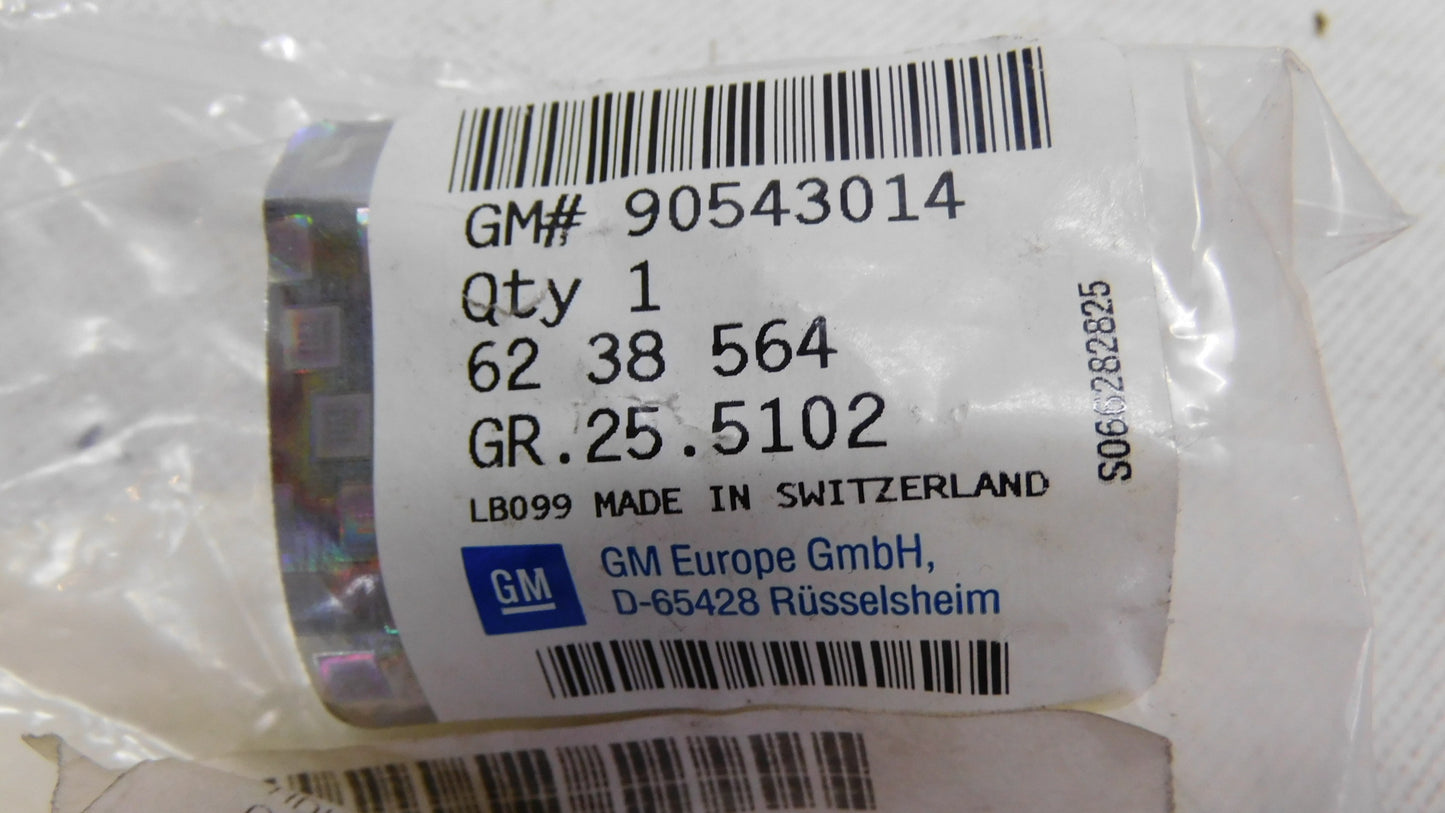 GM# 90543014
Qty 1
62 38 564
GR.25.5102
LB099 MADE IN SWITZERLAND
GM
GM Europe GmbH,
D-65428 Rüsselsheim
S066282825